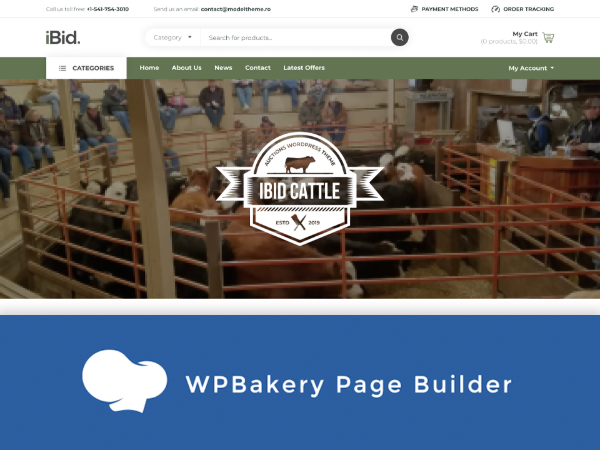 Call us toll free: +1-541-754-3010
Send us an email: contact@modeltheme.ro
PAYMENT METHODS
ORDER TRACKING
iBid.
Category
Search for products...
My Cart
(0 products, $0.00)
CATEGORIES
Home
About Us
News
Contact
Latest Offers
My Account
AUCTIONS WORDPRESS THEME
IBID CATTLE
ESTD 2019
WPBakery Page Builder